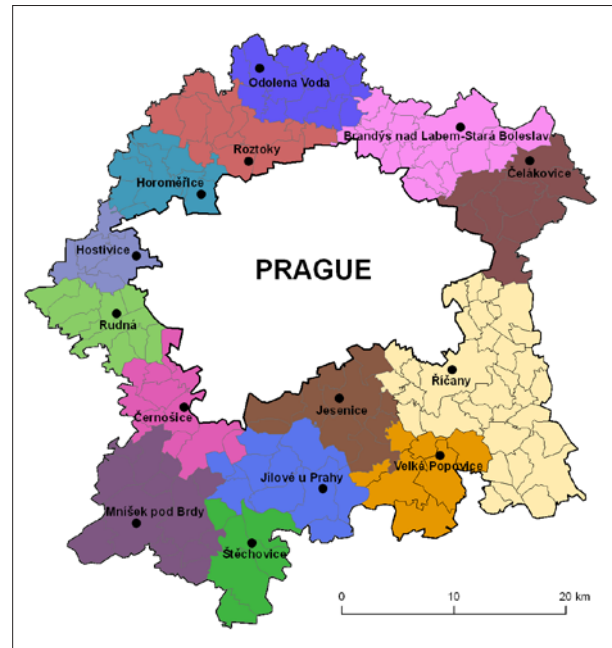 Odolena Voda
Brandýs nad Labem-Stará Boleslav
Roztoky
Čelákovice
Horoměřice
Hostivice
PRAGUE
Rudná
Říčany
Jesenice
Černošice
Velké Popovice
Jílové u Prahy
Mníšek pod Brdy
Štěchovice
0 10 20 km